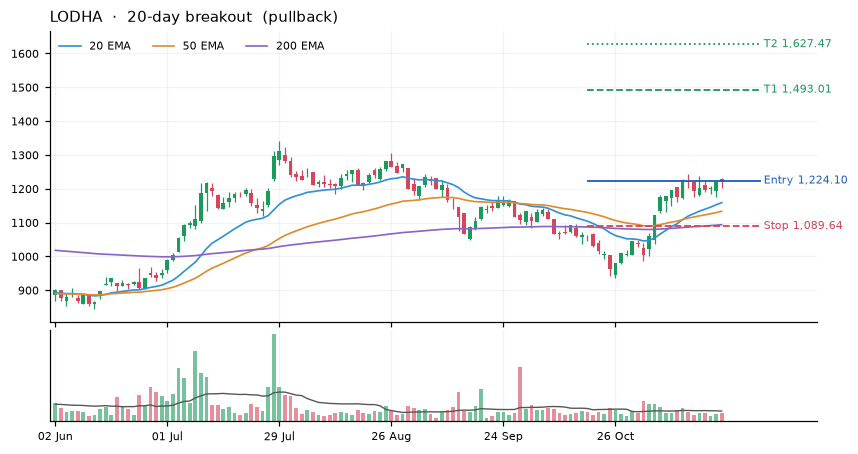 LODHA · 20-day breakout (pullback)
20 EMA 50 EMA 200 EMA
1600
1500
1400
1300
1200
1100
1000
900
T2 1,627.47
T1 1,493.01
Entry 1,224.10
Stop 1,089.64
02 Jun 01 Jul 29 Jul 26 Aug 24 Sep 26 Oct